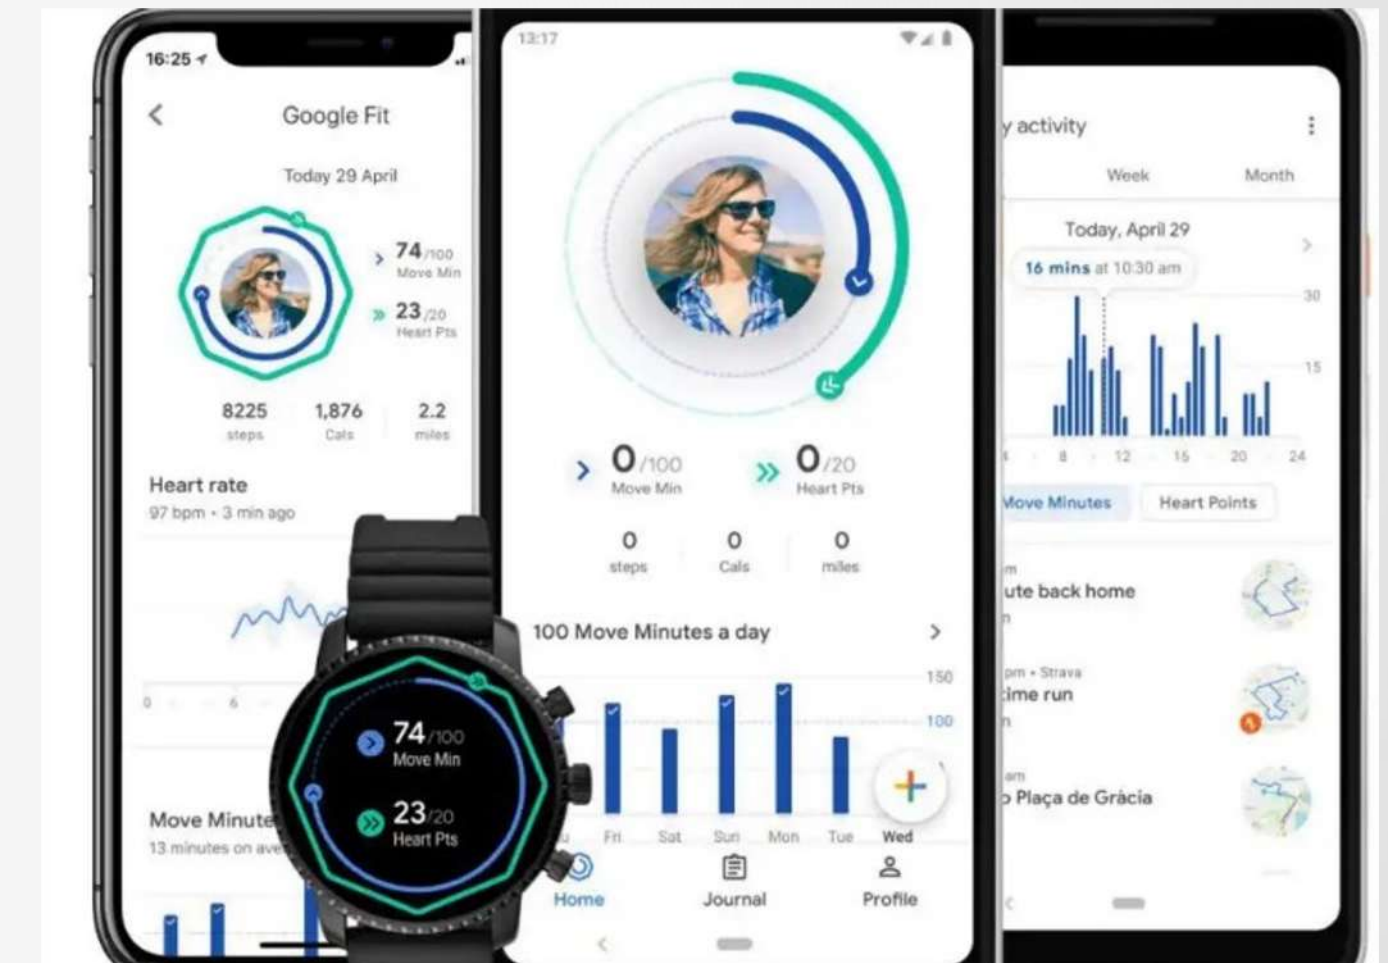 16:25
Google Fit
Today 29 April
74/100
Move Min
23/20
Heart Pts
8225 1,876 2.2
steps Cals miles
Heart rate
97 bpm • 3 min ago
0 6
Move Minute
13 minutes on ave
74/100
Move Min
23/20
Heart Pts
13:17
0/100 0/20
Move Min Heart Pts
0 0 0
steps Cals miles
100 Move Minutes a day
150
100
u Fri Sat Sun Mon Tue Wed
Home Journal Profile
y activity
Week Month
Today, April 29
16 mins at 10:30 am
30
15
8 12 16 20 24
Move Minutes Heart Points
m
ute back home
n
pm • Strava
time run
n
am
o Plaça de Gràcia